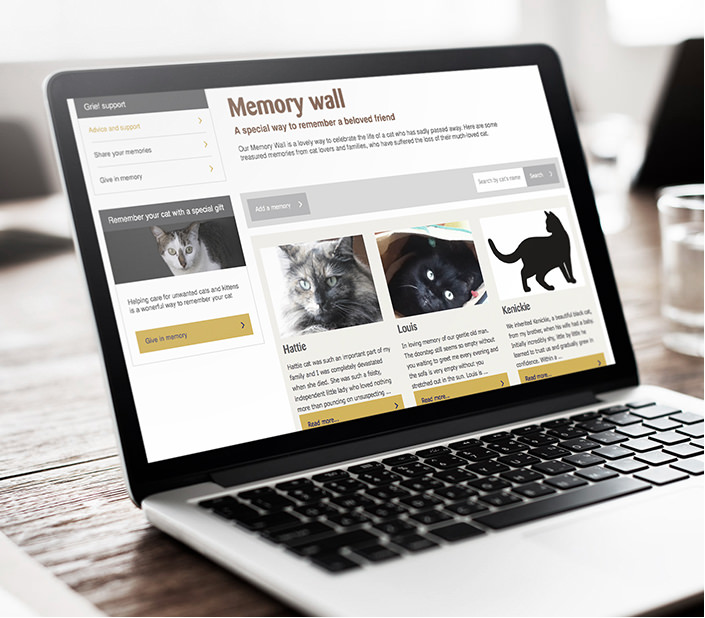 Grief support
Advice and support
Share your memories
Give in memory
Remember your cat with a special gift
Helping care for unwanted cats and kittens
is a wonerful way to remember your cat
Give in memory
Memory wall
A special way to remember a beloved friend
Our Memory Wall is a lovely way to celebrate the life of a cat who has sadly passed away. Here are some
treasured memories from cat lovers and families, who have suffered the loss of their much-loved cat.
Add a memory
Search by cat's name
Search
Hattie
Hattie cat was such an important part of my
family and I was completely devastated
when she died. She was such a feisty,
independent little lady who loved nothing
more than pouncing on unsuspecting ...
Read more...
Louis
In loving memory of our gentle old man.
The doorstep still seems so empty without
you waiting to greet me every evening and
the sofa is very empty without you
stretched out in the sun. Louis is ...
Read more...
Kenickie
We inherited Kenickie, a beautiful black cat,
from my brother, when his wife had a baby.
Initially incredibly shy, little by little he
learned to trust us and gradually grew in
confidence. Within a ...
Read more...